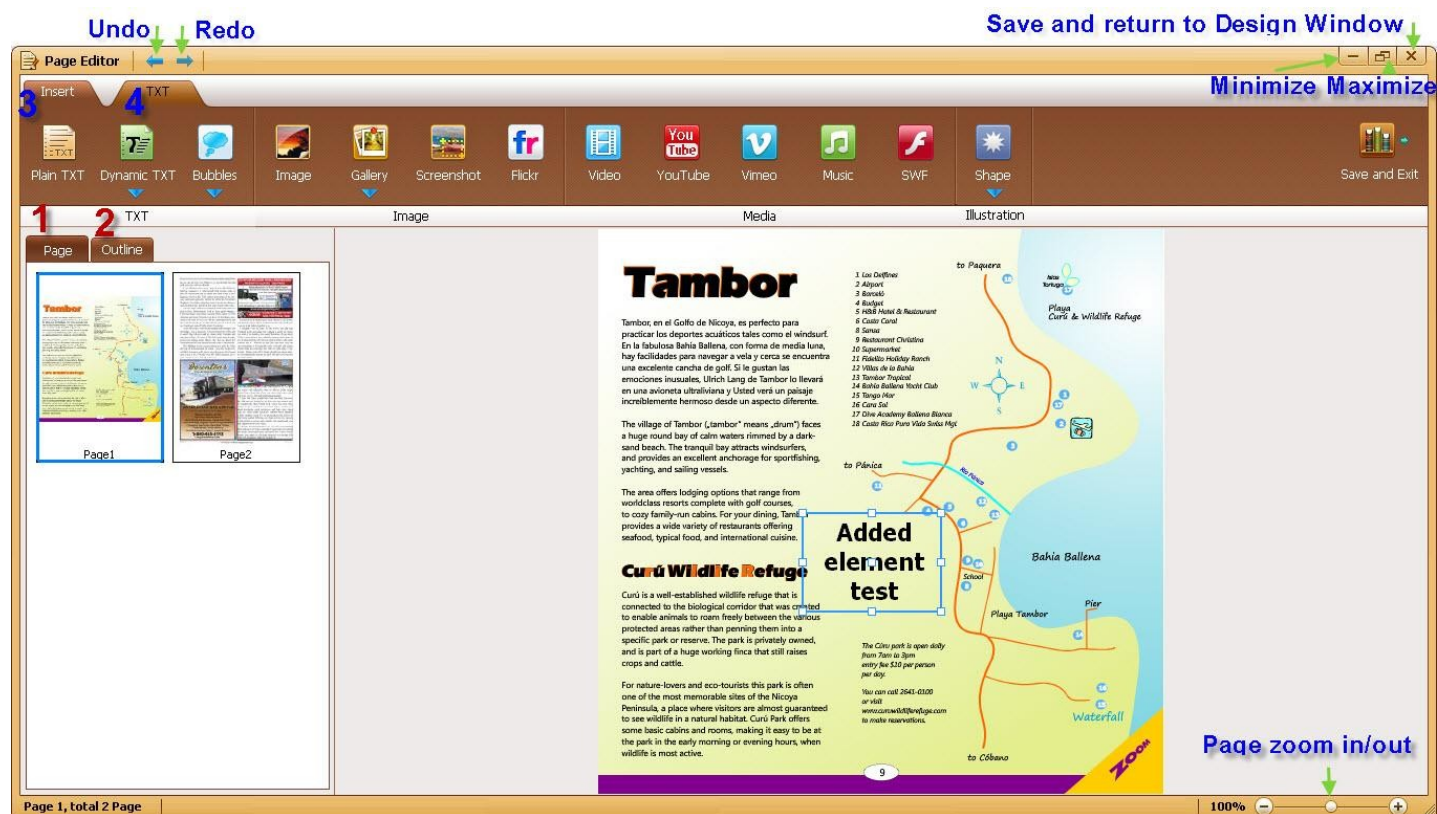 Undo Redo
Save and return to Design Window
Page Editor
Minimize Maximize
Insert TXT
3 4
Plain TXT Dynamic TXT Bubbles Image Gallery Screenshot Flickr Video YouTube Vimeo Music SWF Shape Save and Exit
TXT Image Media Illustration
1 2
Page Outline
Page1 Page2
Tambor
Tambor, en el Golfo de Nicoya, es perfecto para
practicar los deportes acuáticos tales como el windsurf.
En la fabulosa Bahía Ballena, con forma de media luna,
hay facilidades para navegar a vela y cerca se encuentra
una excelente cancha de golf. Si le gustan las
emociones inusuales, Ulrich Lang de Tambor lo llevará
en una avioneta ultraliviana y Usted verá un paisaje
increíblemente hermoso desde un aspecto diferente.
The village of Tambor („tambor" means „drum") faces
a huge round bay of calm waters rimmed by a dark-
sand beach. The tranquil bay attracts windsurfers,
and provides an excellent anchorage for sportfishing,
yachting, and sailing vessels.
The area offers lodging options that range from
worldclass resorts complete with golf courses,
to cozy family-run cabins. For your dining, Tambor
provides a wide variety of restaurants offering
seafood, typical food, and international cuisine.
Curú Wildlife Refuge
Curú is a well-established wildlife refuge that is
connected to the biological corridor that was created
to enable animals to roam freely between the various
protected areas rather than penning them into a
specific park or reserve. The park is privately owned,
and is part of a huge working finca that still raises
crops and cattle.
For nature-lovers and eco-tourists this park is often
one of the most memorable sites of the Nicoya
Peninsula, a place where visitors are almost guaranteed
to see wildlife in a natural habitat. Curú Park offers
some basic cabins and rooms, making it easy to be at
the park in the early morning or evening hours, when
wildlife is most active.
1 Los Delfines
2 Airport
3 Barceló
4 Budget
5 H&B Hotel & Restaurant
6 Costa Coral
8 Sansa
9 Restaurant Christina
10 Supermarket
11 Fidelito Holiday Ranch
12 Villas de la Bahia
13 Tambor Tropical
14 Bahia Ballena Yacht Club
15 Tango Mar
16 Cara Sol
17 Dive Academy Ballena Blanca
18 Costa Rica Pura Vida Swiss Mgt
to Paquera
Islas
Tortugas
Playa
Curú & Wildlife Refuge
N
W E
S
to Pánica
Río Pánica
Added
element
test
School
Bahia Ballena
Playa Tambor
Pier
The Cúru park is open daily
from 7am to 3pm
entry fee $10 per person
per day.
You can call 2641-0100
or visit
www.curuwildliferefuge.com
to make reservations.
Waterfall
to Cóbano
Zoom
9
Page zoom in/out
Page 1, total 2 Page
100%